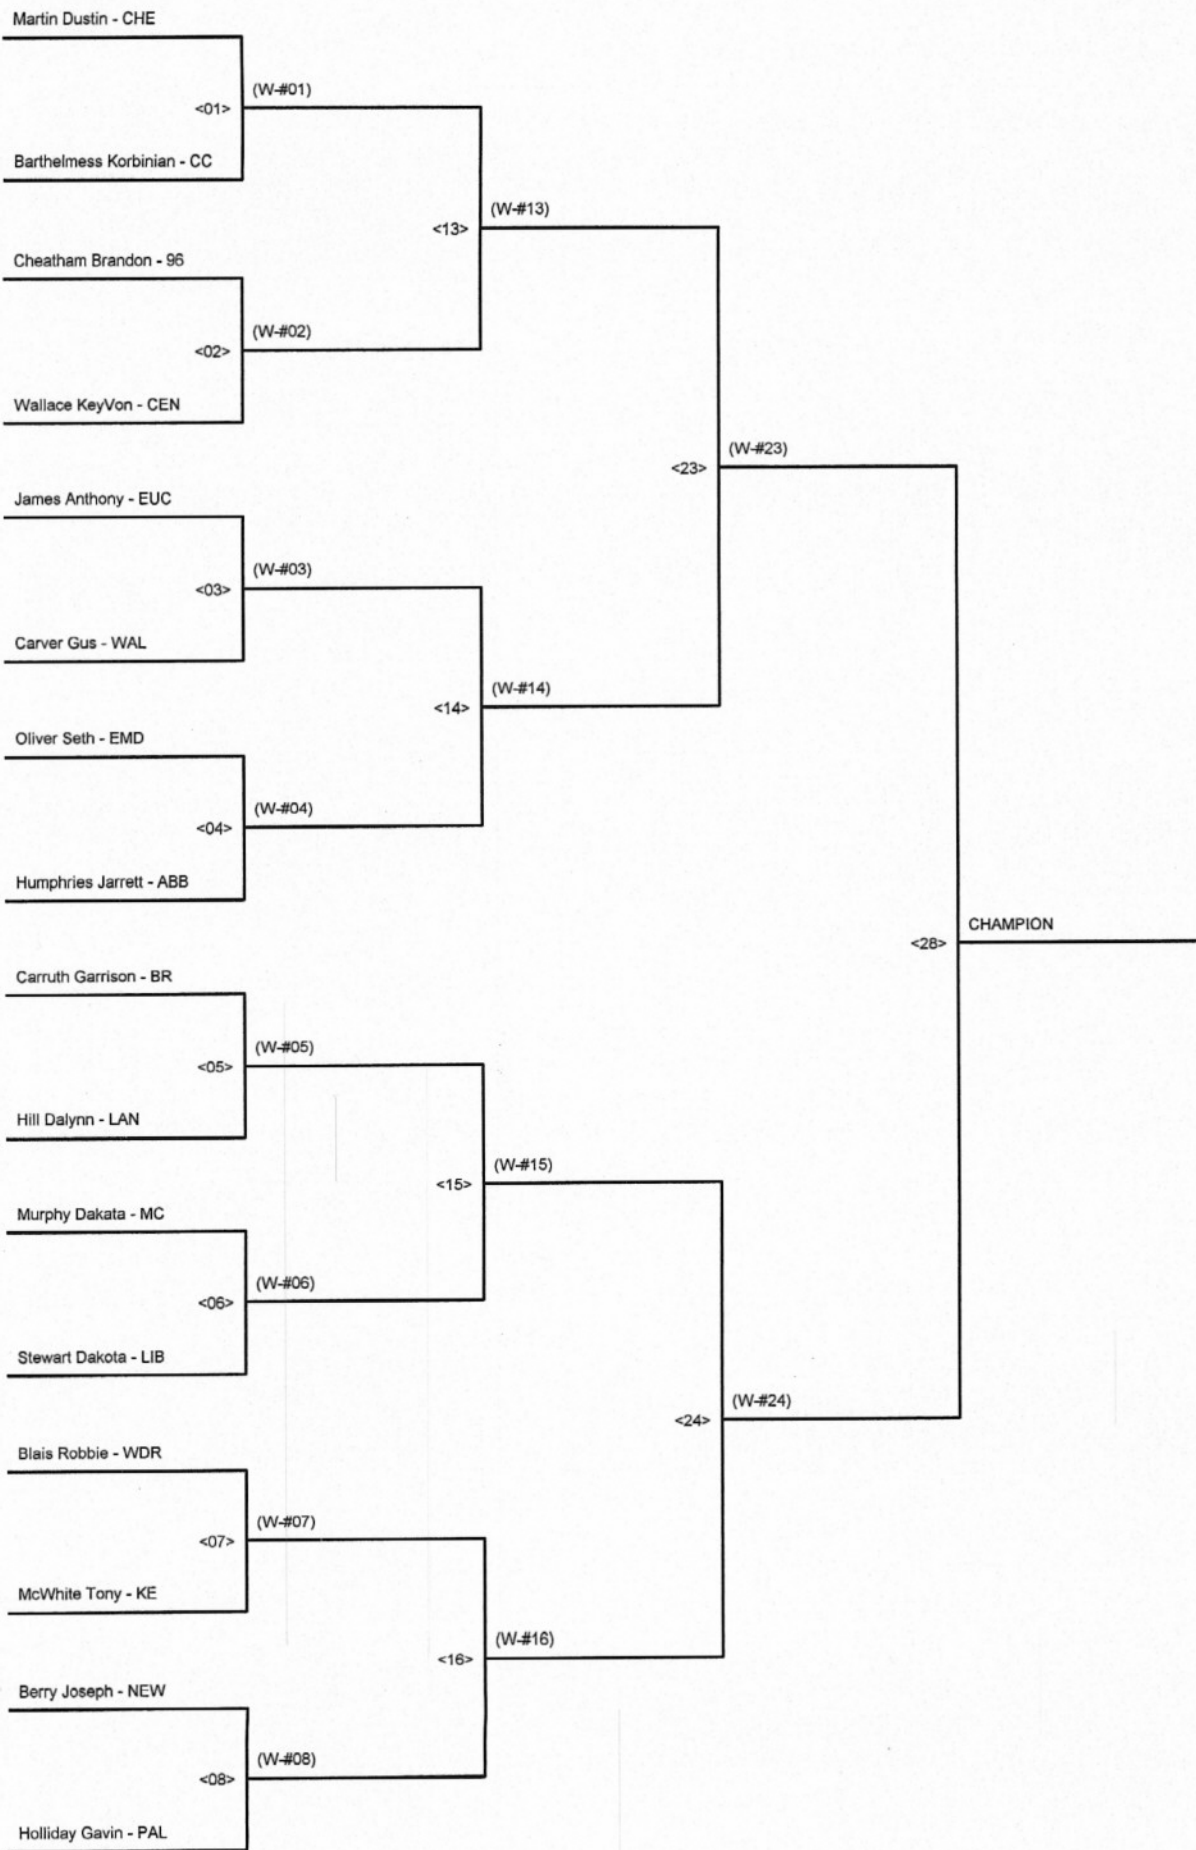 Martin Dustin - CHE
(W-#01)
<01>
Barthelmess Korbinian - CC
(W-#13)
<13>
Cheatham Brandon - 96
(W-#02)
<02>
Wallace KeyVon - CEN
(W-#23)
<23>
James Anthony - EUC
(W-#03)
<03>
Carver Gus - WAL
(W-#14)
<14>
Oliver Seth - EMD
(W-#04)
<04>
Humphries Jarrett - ABB
CHAMPION
<28>
Carruth Garrison - BR
(W-#05)
<05>
Hill Dalynn - LAN
(W-#15)
<15>
Murphy Dakata - MC
(W-#06)
<06>
Stewart Dakota - LIB
(W-#24)
<24>
Blais Robbie - WDR
(W-#07)
<07>
McWhite Tony - KE
(W-#16)
<16>
Berry Joseph - NEW
(W-#08)
<08>
Holliday Gavin - PAL